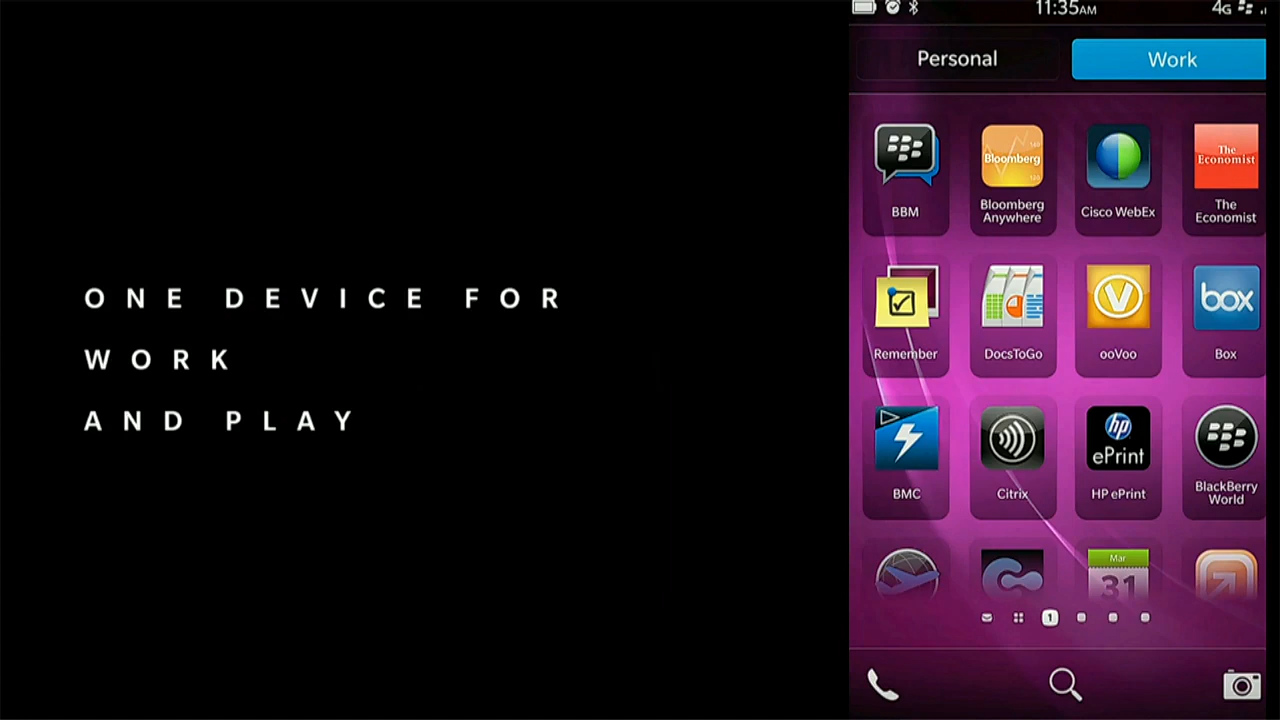 ONE DEVICE FOR
WORK
AND PLAY
11:35AM
4G
Personal
Work
BBM
Bloomberg
Bloomberg
Anywhere
Cisco WebEx
The
Economist
The
Economist
Remember
DocsToGo
ooVoo
box
Box
BMC
Citrix
hp
ePrint
HP ePrint
BlackBerry
World
Mar
31
1